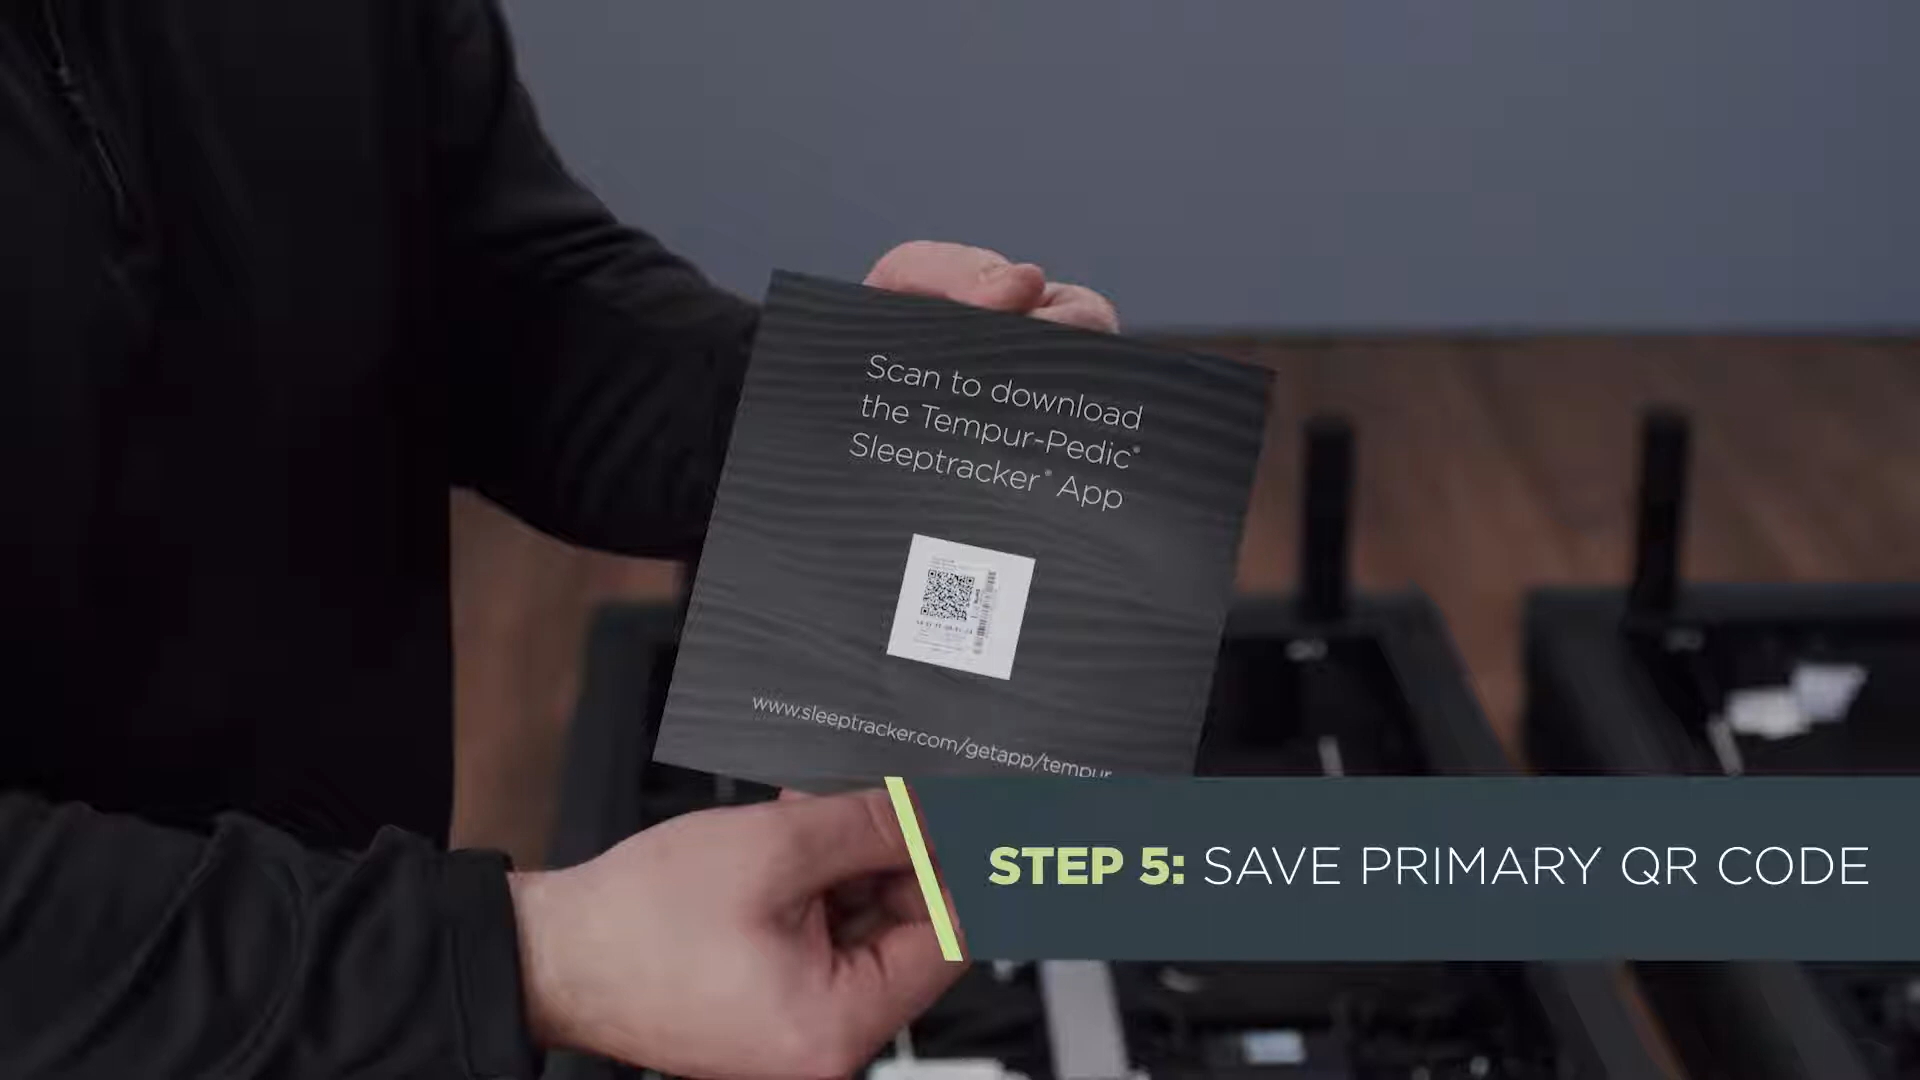 Scan to download
the Tempur-Pedic®
Sleeptracker® App
www.sleeptracker.com/getapp/tempur
STEP 5: SAVE PRIMARY QR CODE